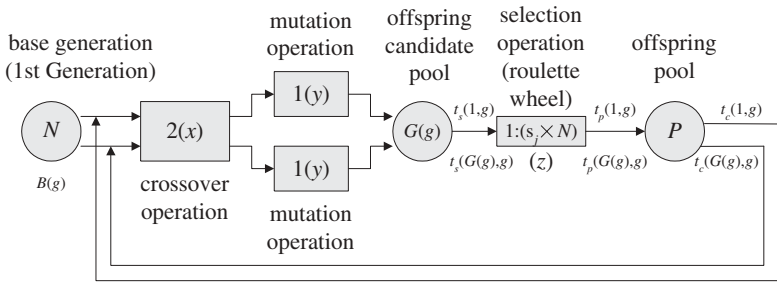 base generation
(1st Generation)
N
B(g)
2(x)
crossover
operation
mutation
operation
1(y)
1(y)
mutation
operation
offspring
candidate
pool
G(g)
t_s(1,g)
t_s(G(g),g)
selection
operation
(roulette
wheel)
1:(s_j×N)
(z)
t_p(1,g)
t_p(G(g),g)
offspring
pool
P
t_c(1,g)
t_c(G(g),g)